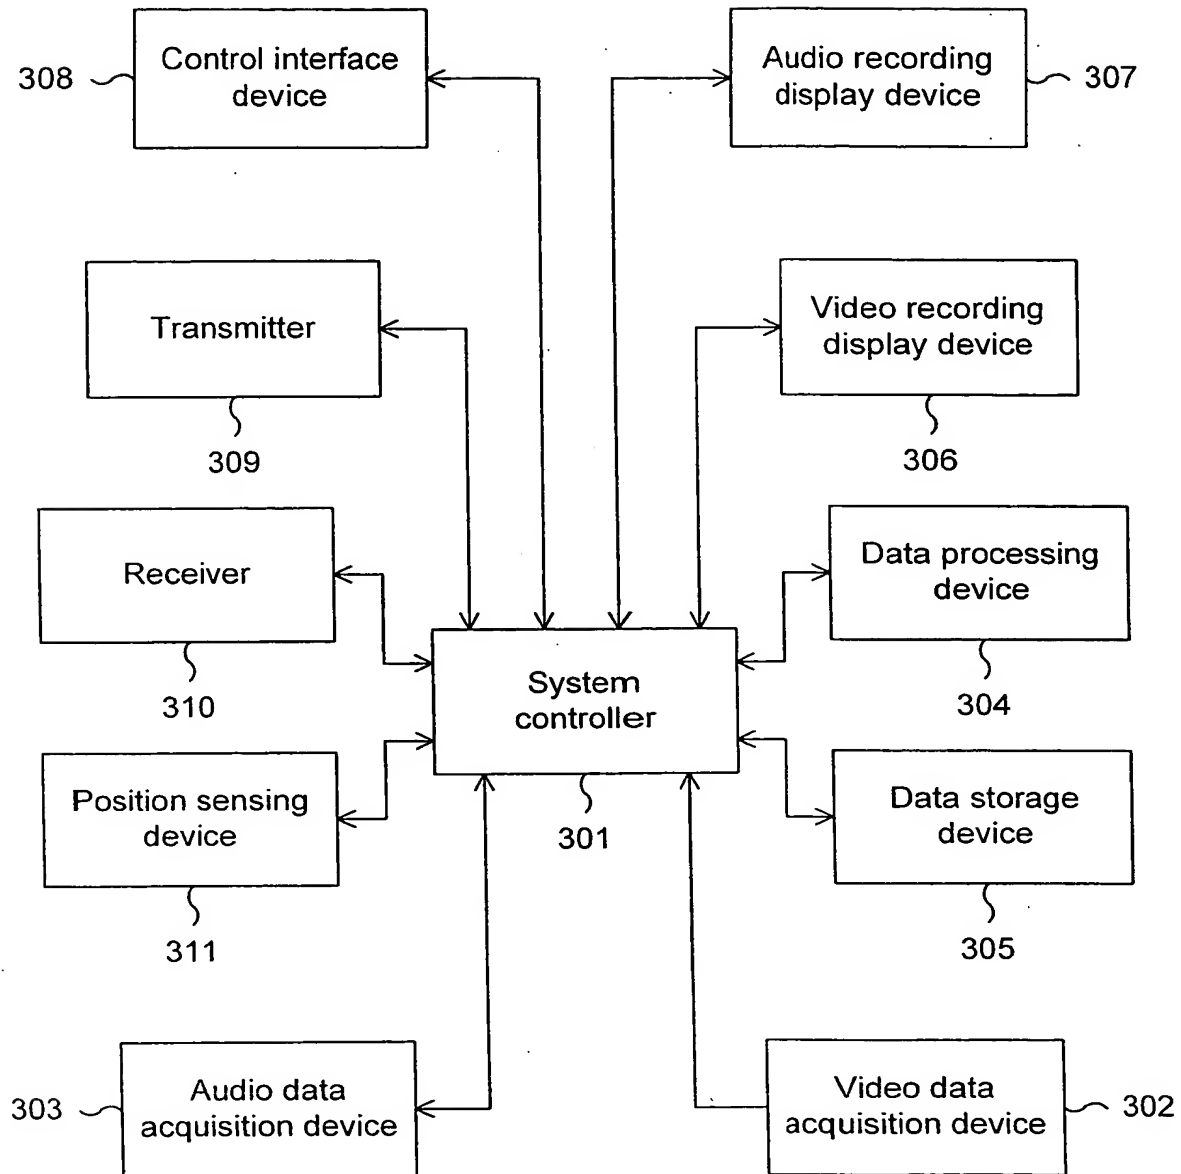 308
Control interface
device
Audio recording
display device
307
Transmitter
309
Video recording
display device
306
Receiver
310
Data processing
device
304
System
controller
301
Position sensing
device
311
Data storage
device
305
303
Audio data
acquisition device
Video data
acquisition device
302